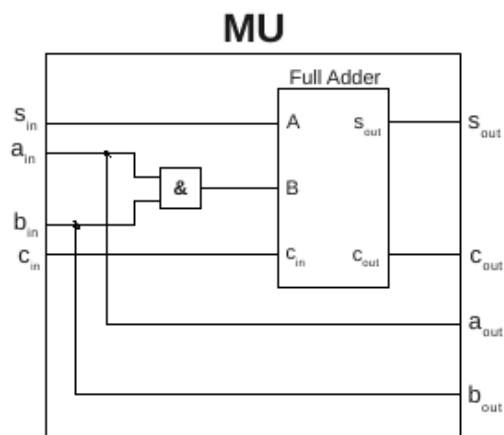 MU
Full Adder
s_in
A
s_out
s_out
a_in
&
B
b_in
c_in
c_in
c_out
c_out
a_out
b_out